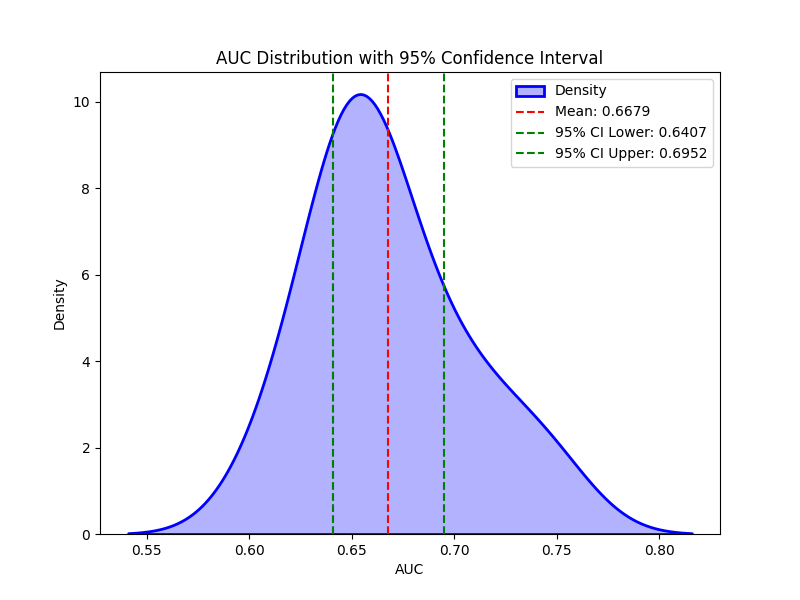 AUC Distribution with 95% Confidence Interval
Density
Mean: 0.6679
95% CI Lower: 0.6407
95% CI Upper: 0.6952
10
8
6
4
2
0
Density
0.55
0.60
0.65
0.70
0.75
0.80
AUC